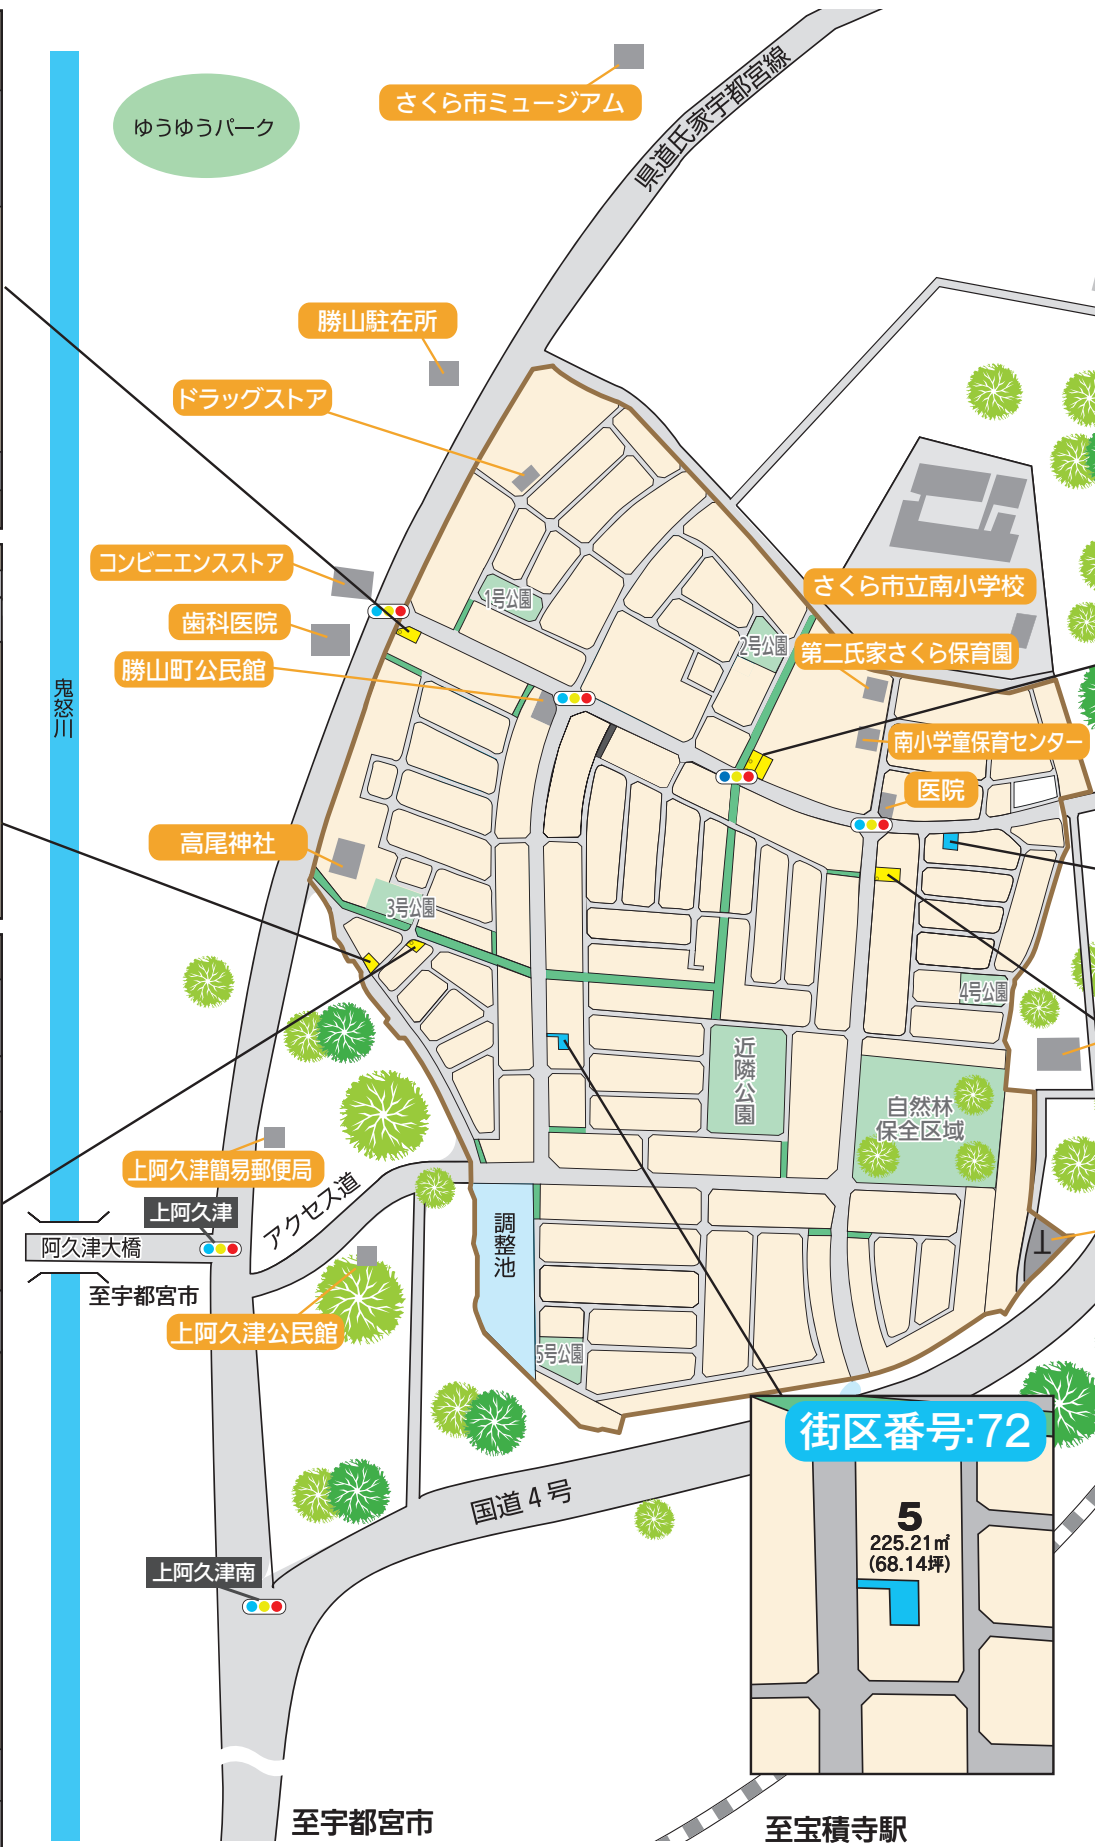 さくら市ミュージアム
ゆうゆうパーク
県道氏家宇都宮線
勝山駐在所
ドラッグストア
コンビニエンスストア
さくら市立南小学校
1号公園
歯科医院
2号公園
第二氏家さくら保育園
勝山町公民館
鬼怒川
南小学童保育センター
医院
高尾神社
3号公園
4号公園
近隣公園
自然林
保全区域
上阿久津簡易郵便局
アクセス道
上阿久津
調整池
阿久津大橋
至宇都宮市
上阿久津公民館
5号公園
街区番号:72
国道4号
5
225.21㎡
(68.14坪)
上阿久津南
至宇都宮市
至宝積寺駅